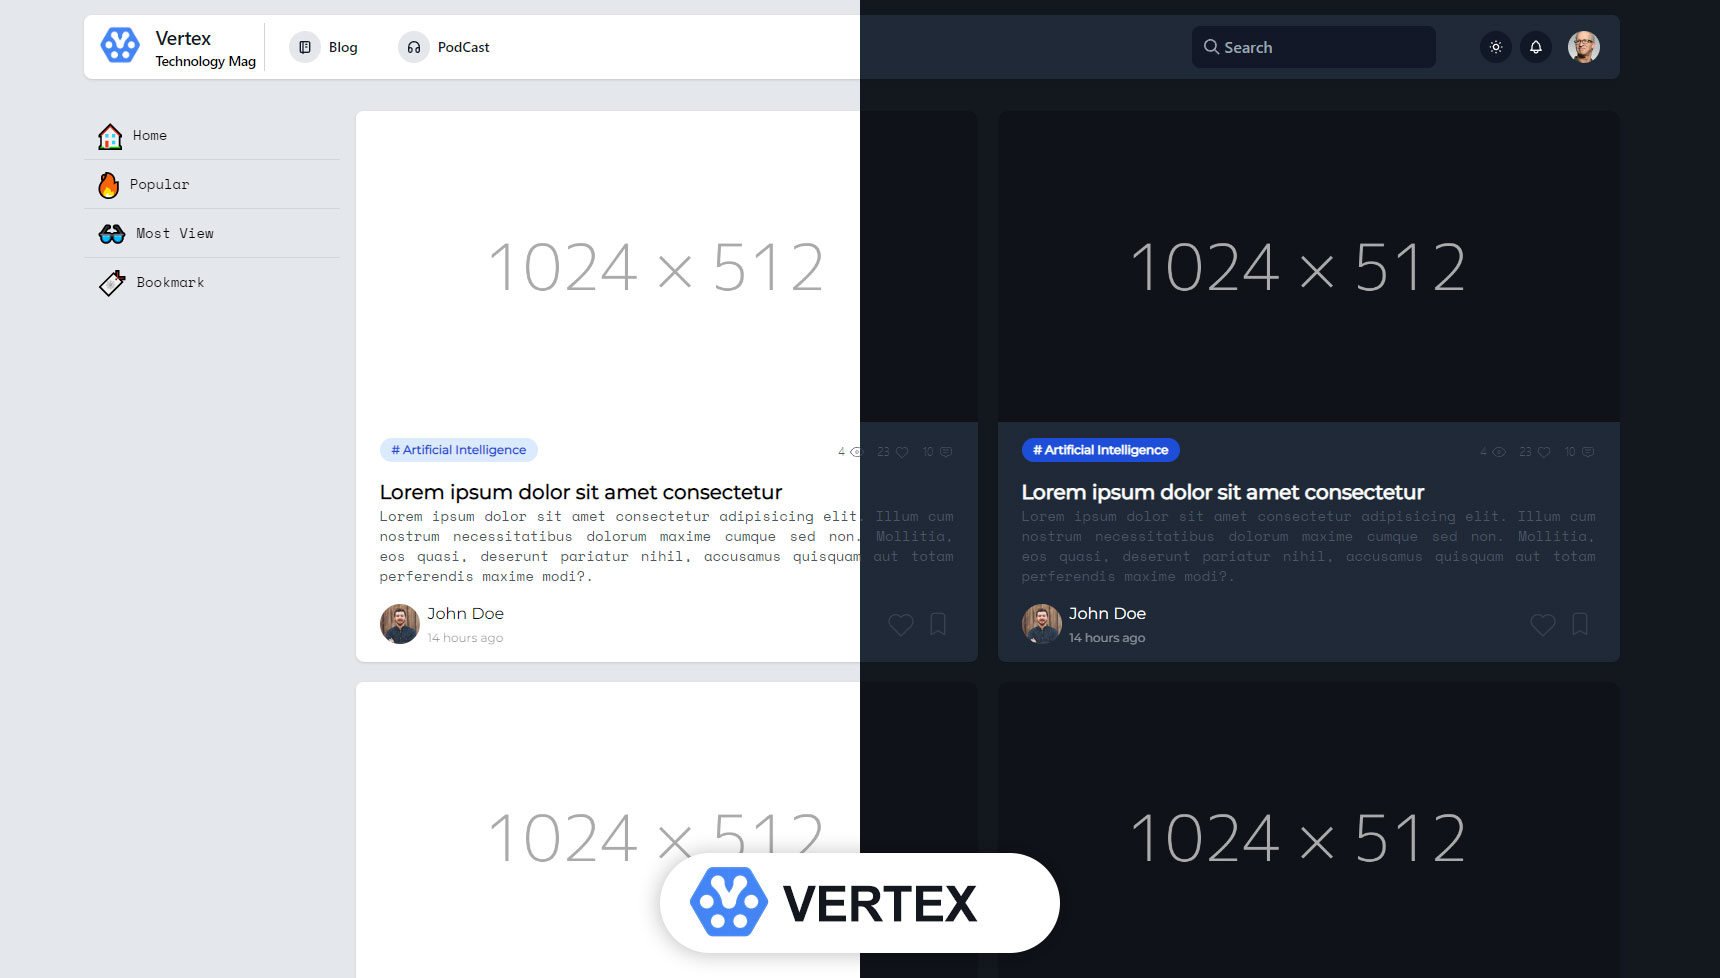 Vertex
Technology Mag
Blog
PodCast
Search
Home
Popular
Most View
Bookmark
1024 × 512
1024 × 512
# Artificial Intelligence
4 23 10
Lorem ipsum dolor sit amet consectetur
Lorem ipsum dolor sit amet consectetur adipisicing elit. Illum cum
nostrum necessitatibus dolorum maxime cumque sed non. Mollitia,
eos quasi, deserunt pariatur nihil, accusamus quisquam aut totam
perferendis maxime modi?.
John Doe
14 hours ago
# Artificial Intelligence
4 23 10
Lorem ipsum dolor sit amet consectetur
Lorem ipsum dolor sit amet consectetur adipisicing elit. Illum cum
nostrum necessitatibus dolorum maxime cumque sed non. Mollitia,
eos quasi, deserunt pariatur nihil, accusamus quisquam aut totam
perferendis maxime modi?.
John Doe
14 hours ago
1024 × 512
1024 × 512
VERTEX